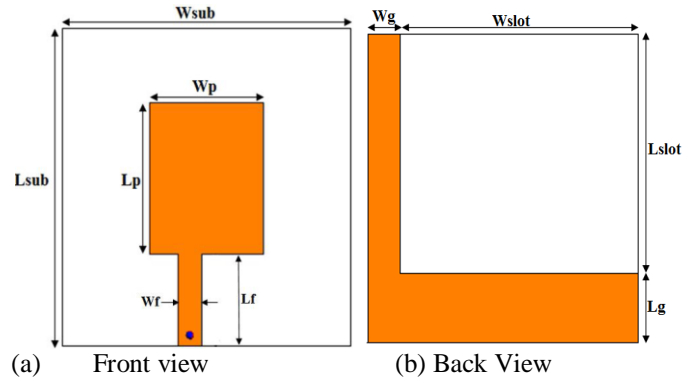 Wsub
Wp
Lsub
Lp
Wf
Lf
(a) Front view
Wg
Wslot
Lslot
Lg
(b) Back View